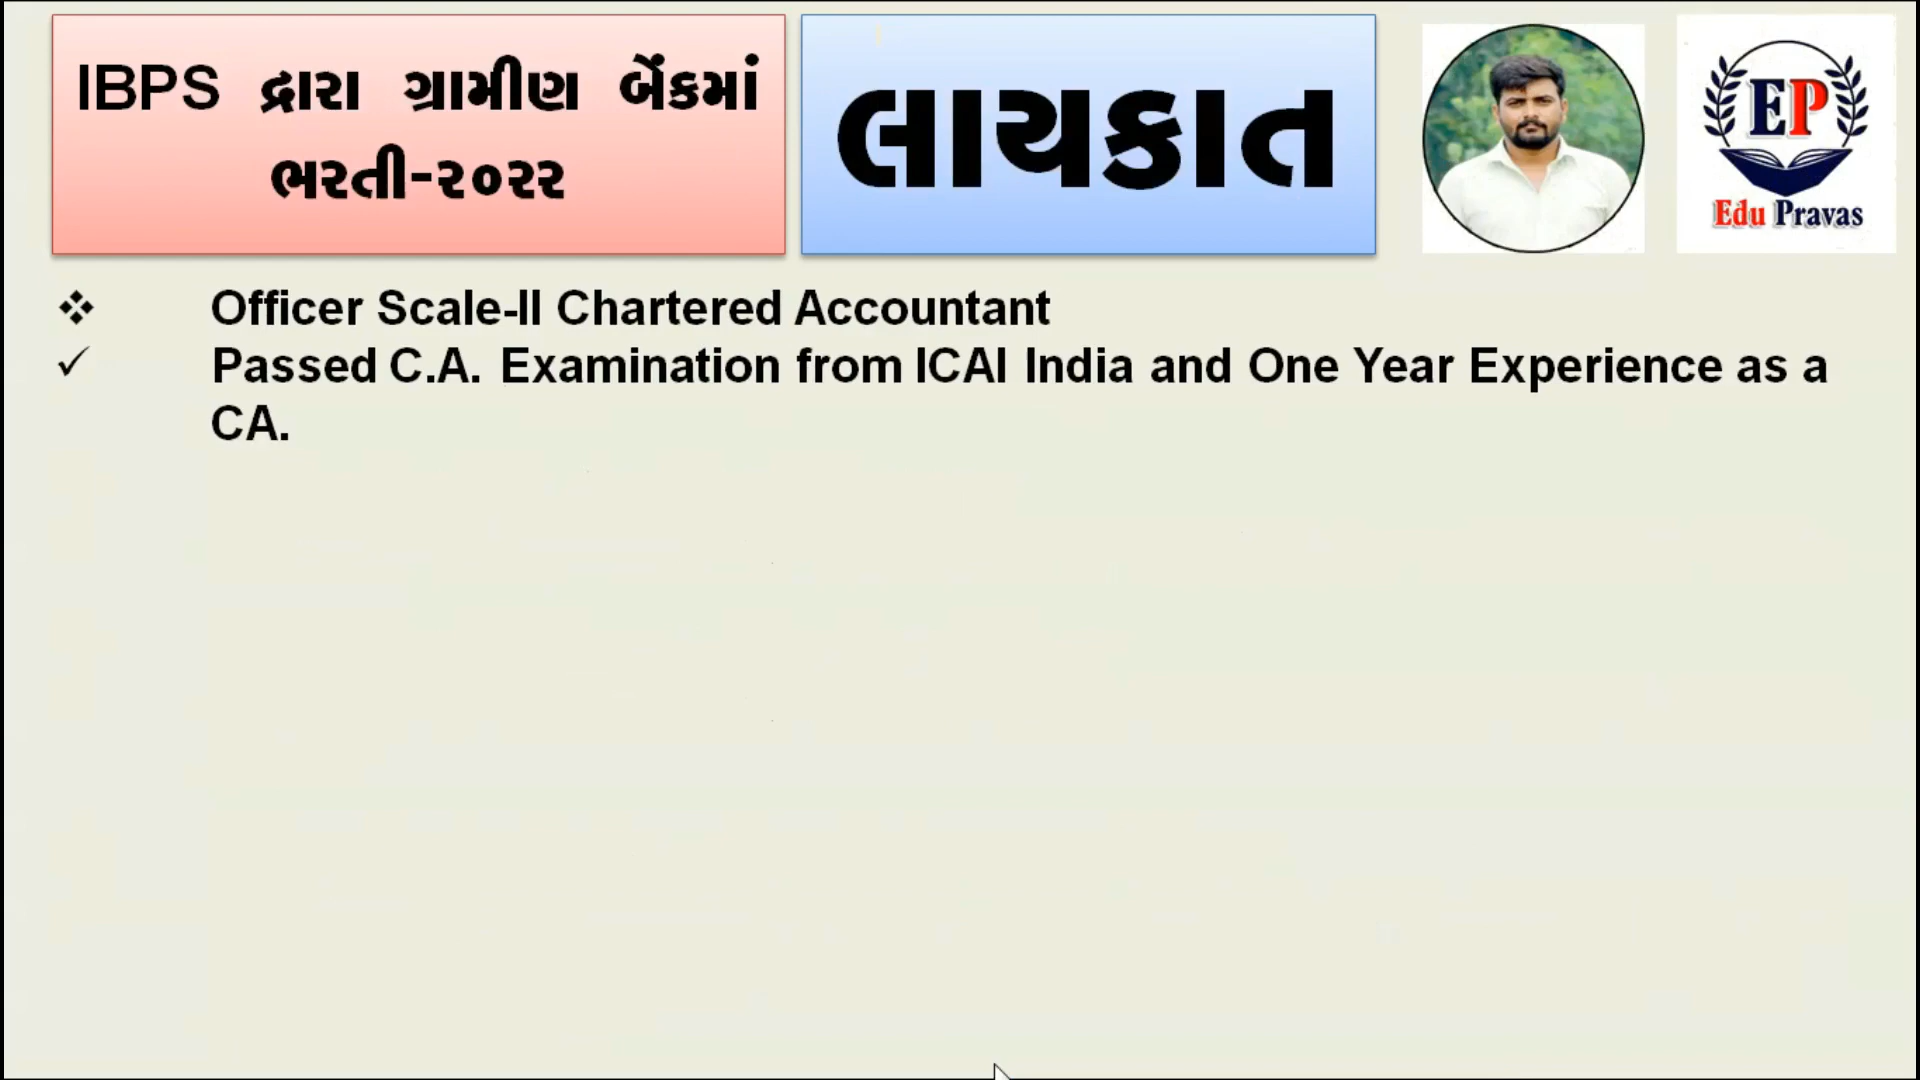 IBPS દ્વારા ગ્રામીણ બેંકમાં
ભરતી-૨૦૨૨
લાયકાત
EP
Edu Pravas
Officer Scale-II Chartered Accountant
Passed C.A. Examination from ICAI India and One Year Experience as a
CA.